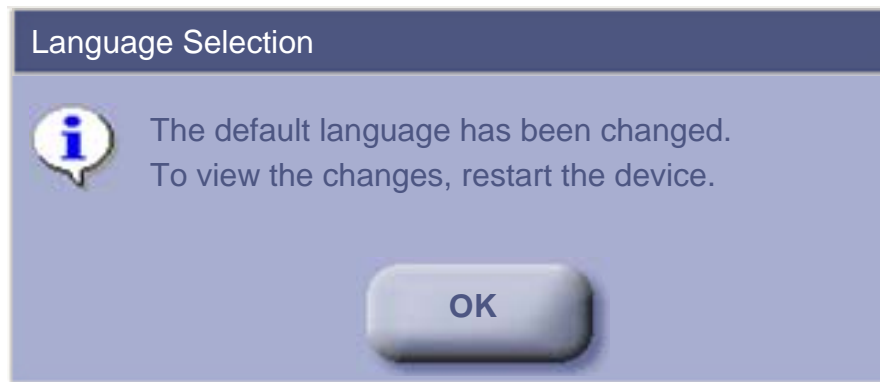 Language Selection
The default language has been changed.
To view the changes, restart the device.
OK